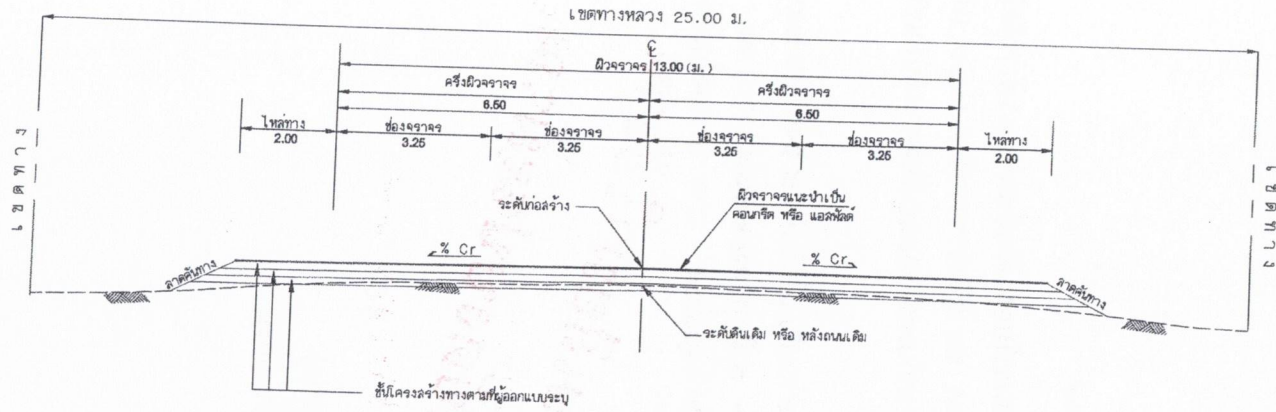 เขตทางหลวง 25.00 ม.
℄
ผิวจราจร 13.00 (ม.)
ครึ่งผิวจราจร
ครึ่งผิวจราจร
6.50
6.50
ไหล่ทาง
ช่องจราจร
ช่องจราจร
ช่องจราจร
ช่องจราจร
ไหล่ทาง
2.00
3.25
3.25
3.25
3.25
2.00
เขตทาง
เขตทาง
ระดับก่อสร้าง
ผิวจราจรแนะนำเป็น
คอนกรีต หรือ แอสฟัลต์
% Cr
% Cr
ลาดคันทาง
ลาดคันทาง
ระดับดินเดิม หรือ หลังถนนเดิม
ชั้นโครงสร้างทางตามที่ผู้ออกแบบระบุ